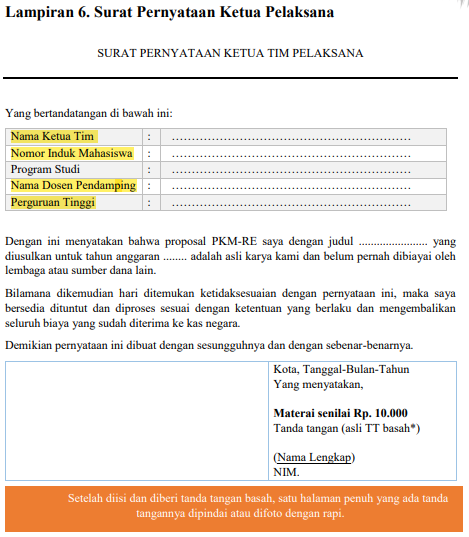 Lampiran 6. Surat Pernyataan Ketua Pelaksana
SURAT PERNYATAAN KETUA TIM PELAKSANA
Yang bertandatangan di bawah ini:
Nama Ketua Tim : ……………………………………………
Nomor Induk Mahasiswa : ……………………………………………
Program Studi : ……………………………………………
Nama Dosen Pendamping : ……………………………………………
Perguruan Tinggi : ……………………………………………
Dengan ini menyatakan bahwa proposal PKM-RE saya dengan judul ....................... yang
diusulkan untuk tahun anggaran ........ adalah asli karya kami dan belum pernah dibiayai oleh
lembaga atau sumber dana lain.
Bilamana dikemudian hari ditemukan ketidaksesuaian dengan pernyataan ini, maka saya
bersedia dituntut dan diproses sesuai dengan ketentuan yang berlaku dan mengembalikan
seluruh biaya yang sudah diterima ke kas negara.
Demikian pernyataan ini dibuat dengan sesungguhnya dan dengan sebenar-benarnya.
Kota, Tanggal-Bulan-Tahun
Yang menyatakan,
Materai senilai Rp. 10.000
Tanda tangan (asli TT basah*)
(Nama Lengkap)
NIM.
Setelah diisi dan diberi tanda tangan basah, satu halaman penuh yang ada tanda
tangannya dipindai atau difoto dengan rapi.